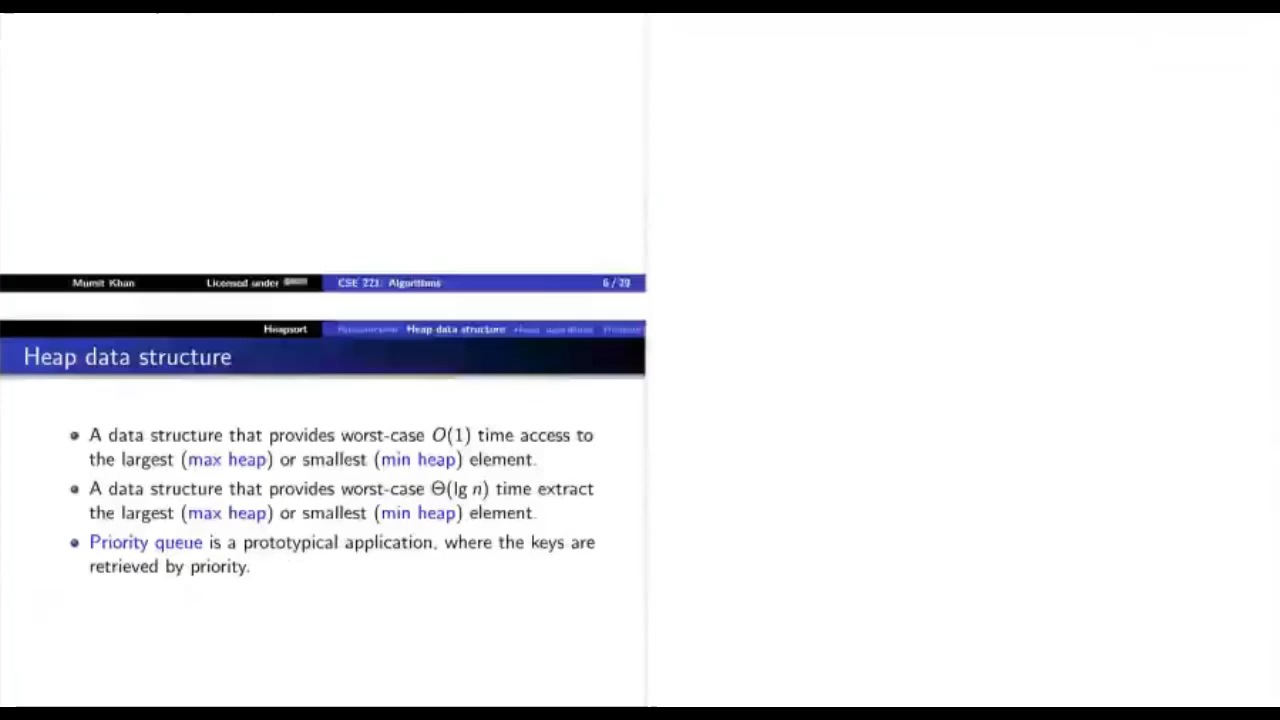 Mumit Khan Licensed under CSE 221: Algorithms 6 / 29
Heapsort Heap data structure
Heap data structure
• A data structure that provides worst-case O(1) time access to
the largest (max heap) or smallest (min heap) element.
• A data structure that provides worst-case Θ(lg n) time extract
the largest (max heap) or smallest (min heap) element.
• Priority queue is a prototypical application, where the keys are
retrieved by priority.